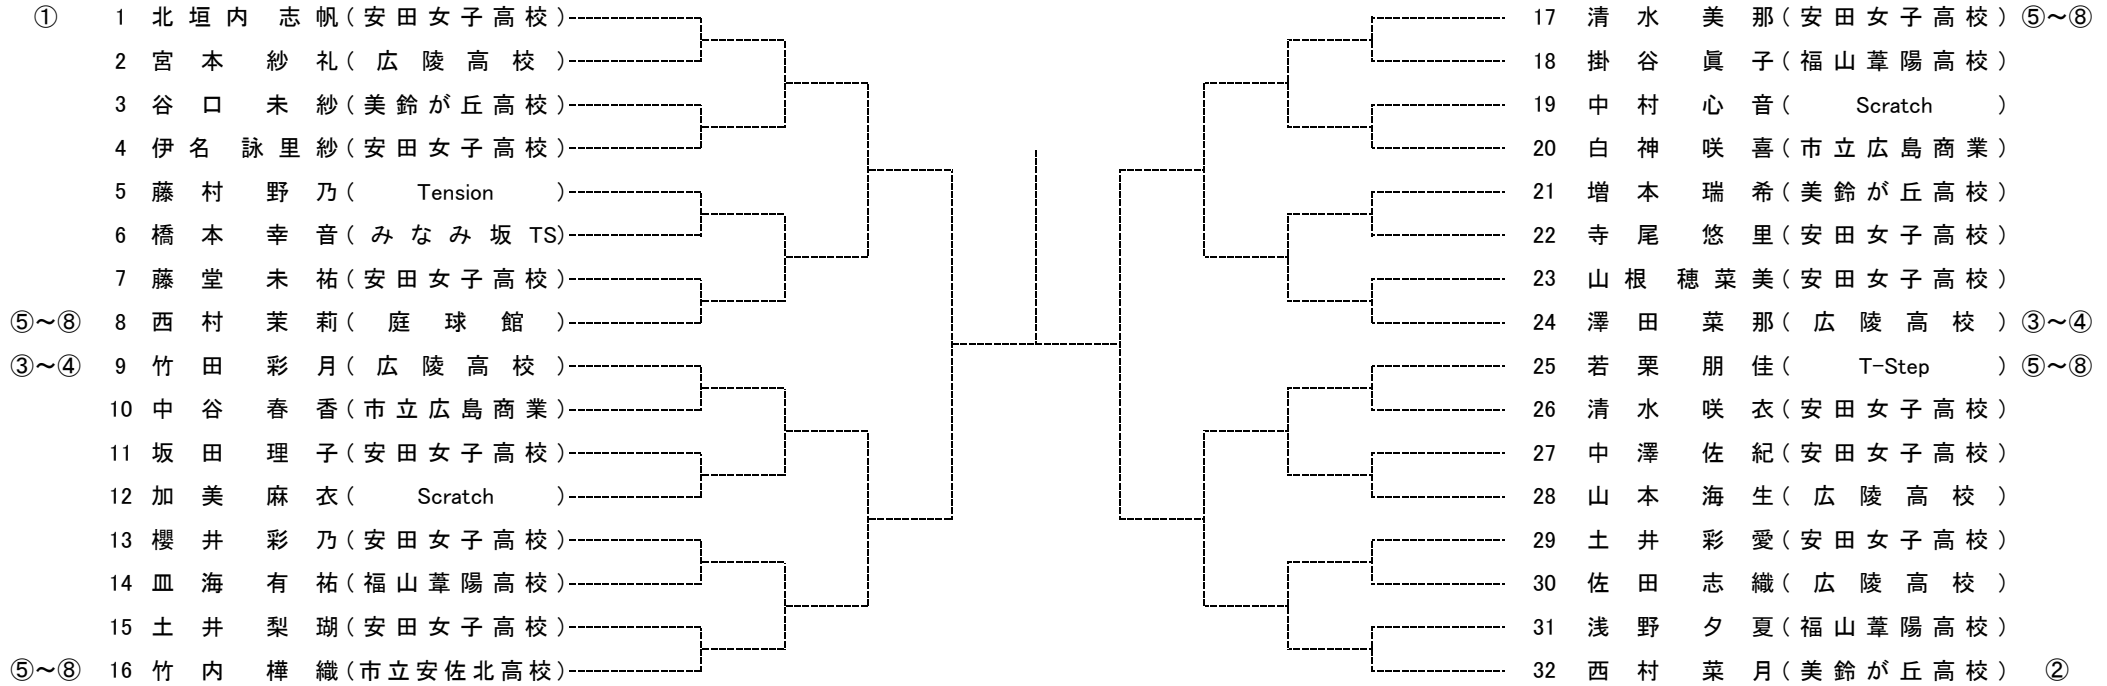 ① 1 北垣内 志帆(安田女子高校)
2 宮本 紗礼(広陵高校)
3 谷口 未紗(美鈴が丘高校)
4 伊名 詠里紗(安田女子高校)
5 藤村 野乃(Tension)
6 橋本 幸音(みなみ坂TS)
7 藤堂 未祐(安田女子高校)
⑤～⑧ 8 西村 茉莉(庭球館)
③～④ 9 竹田 彩月(広陵高校)
10 中谷 春香(市立広島商業)
11 坂田 理子(安田女子高校)
12 加美 麻衣(Scratch)
13 櫻井 彩乃(安田女子高校)
14 皿海 有祐(福山葦陽高校)
15 土井 梨瑚(安田女子高校)
⑤～⑧ 16 竹内 樺織(市立安佐北高校)
17 清水 美那(安田女子高校) ⑤～⑧
18 掛谷 眞子(福山葦陽高校)
19 中村 心音(Scratch)
20 白神 咲喜(市立広島商業)
21 増本 瑞希(美鈴が丘高校)
22 寺尾 悠里(安田女子高校)
23 山根 穂菜美(安田女子高校)
24 澤田 菜那(広陵高校) ③～④
25 若栗 朋佳(T-Step) ⑤～⑧
26 清水 咲衣(安田女子高校)
27 中澤 佐紀(安田女子高校)
28 山本 海生(広陵高校)
29 土井 彩愛(安田女子高校)
30 佐田 志織(広陵高校)
31 浅野 夕夏(福山葦陽高校)
32 西村 菜月(美鈴が丘高校) ②